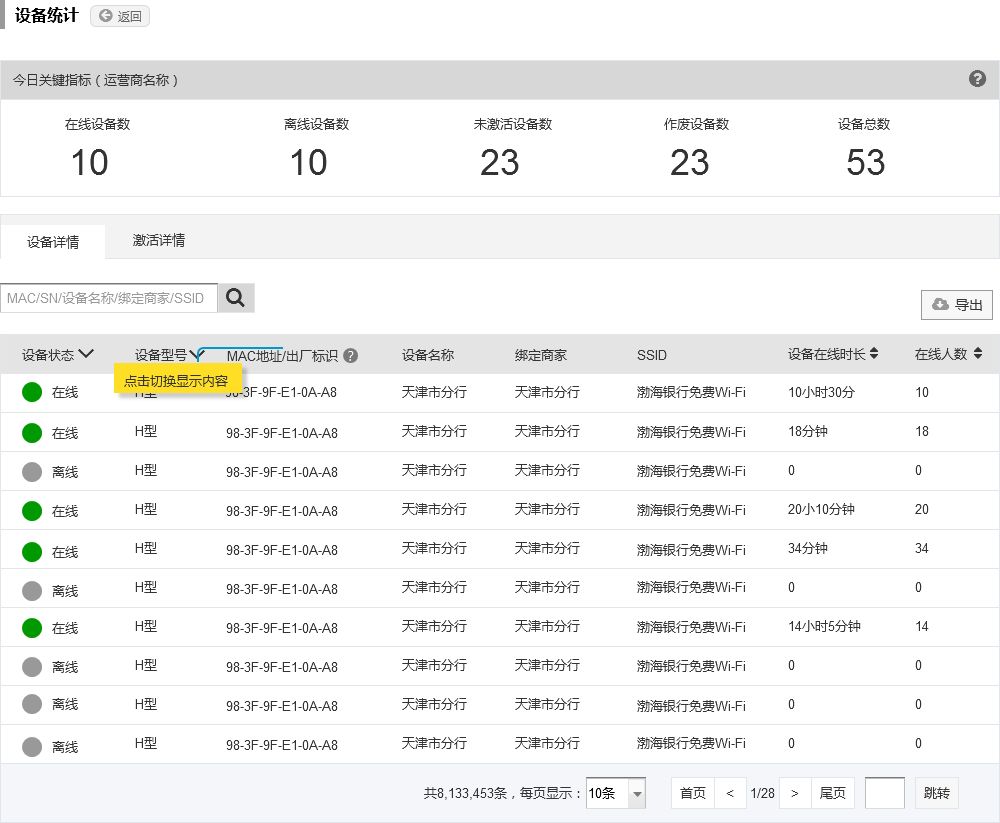 设备统计 返回
今日关键指标（运营商名称）
在线设备数 离线设备数 未激活设备数 作废设备数 设备总数
10 10 23 23 53
设备详情 激活详情
MAC/SN/设备名称/绑定商家/SSID
导出
设备状态 设备型号 MAC地址/出厂标识 设备名称 绑定商家 SSID 设备在线时长 在线人数
点击切换显示内容
在线 H型 98-3F-9F-E1-0A-A8 天津市分行 天津市分行 渤海银行免费Wi-Fi 10小时30分 10
在线 H型 98-3F-9F-E1-0A-A8 天津市分行 天津市分行 渤海银行免费Wi-Fi 18分钟 18
离线 H型 98-3F-9F-E1-0A-A8 天津市分行 天津市分行 渤海银行免费Wi-Fi 0 0
在线 H型 98-3F-9F-E1-0A-A8 天津市分行 天津市分行 渤海银行免费Wi-Fi 20小10分钟 20
在线 H型 98-3F-9F-E1-0A-A8 天津市分行 天津市分行 渤海银行免费Wi-Fi 34分钟 34
离线 H型 98-3F-9F-E1-0A-A8 天津市分行 天津市分行 渤海银行免费Wi-Fi 0 0
在线 H型 98-3F-9F-E1-0A-A8 天津市分行 天津市分行 渤海银行免费Wi-Fi 14小时5分钟 14
离线 H型 98-3F-9F-E1-0A-A8 天津市分行 天津市分行 渤海银行免费Wi-Fi 0 0
离线 H型 98-3F-9F-E1-0A-A8 天津市分行 天津市分行 渤海银行免费Wi-Fi 0 0
离线 H型 98-3F-9F-E1-0A-A8 天津市分行 天津市分行 渤海银行免费Wi-Fi 0 0
共8,133,453条，每页显示： 10条 首页 < 1/28 > 尾页 跳转